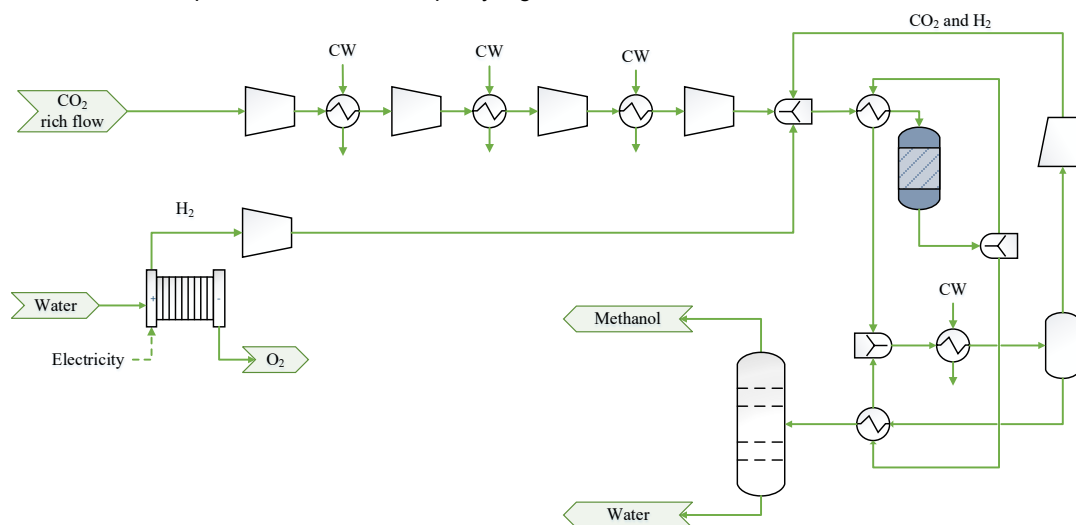 CO₂ and H₂
CW
CW
CW
CO₂
rich flow
H₂
Water
+
-
Electricity
O₂
CW
Methanol
Water